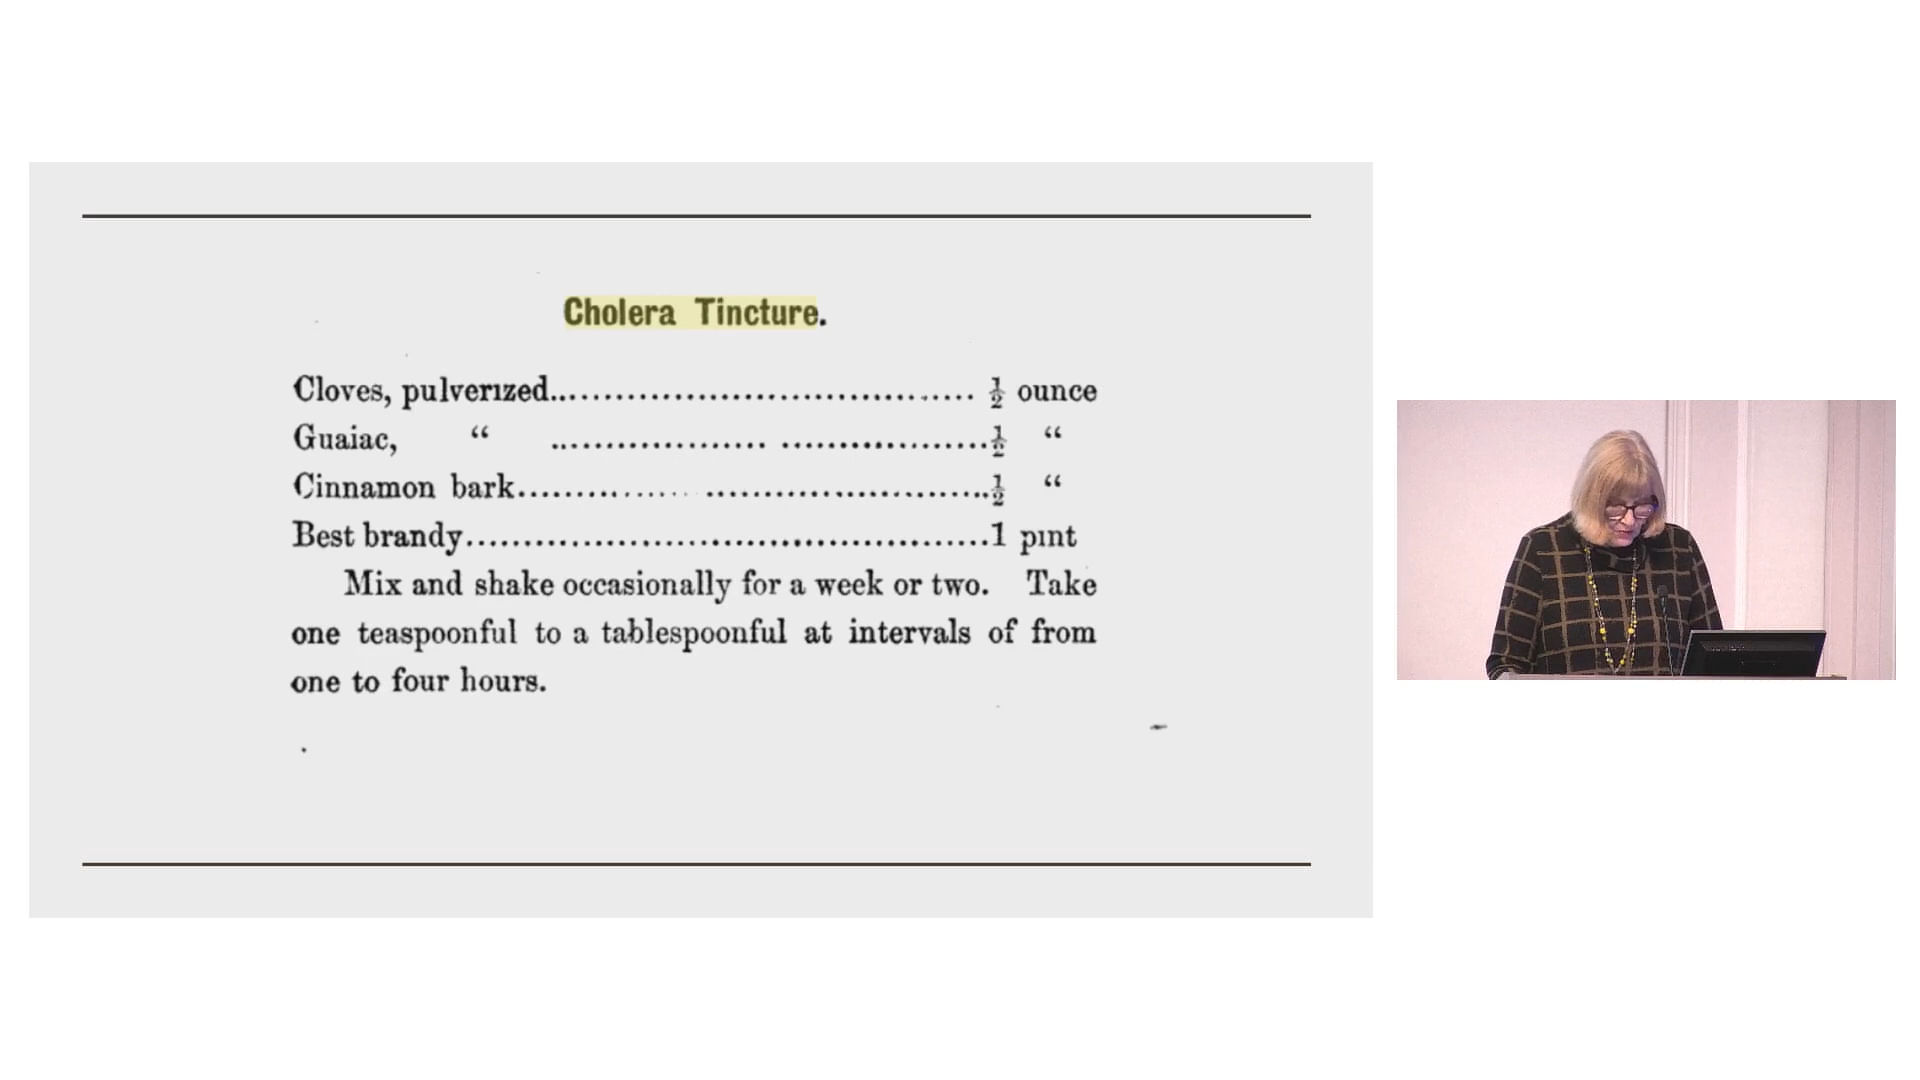 Cholera Tincture.
Cloves, pulverized.......................................... ½ ounce
Guaiac, “ .......................................½ “
Cinnamon bark..........................................½ “
Best brandy.............................................1 pint
Mix and shake occasionally for a week or two. Take
one teaspoonful to a tablespoonful at intervals of from
one to four hours.